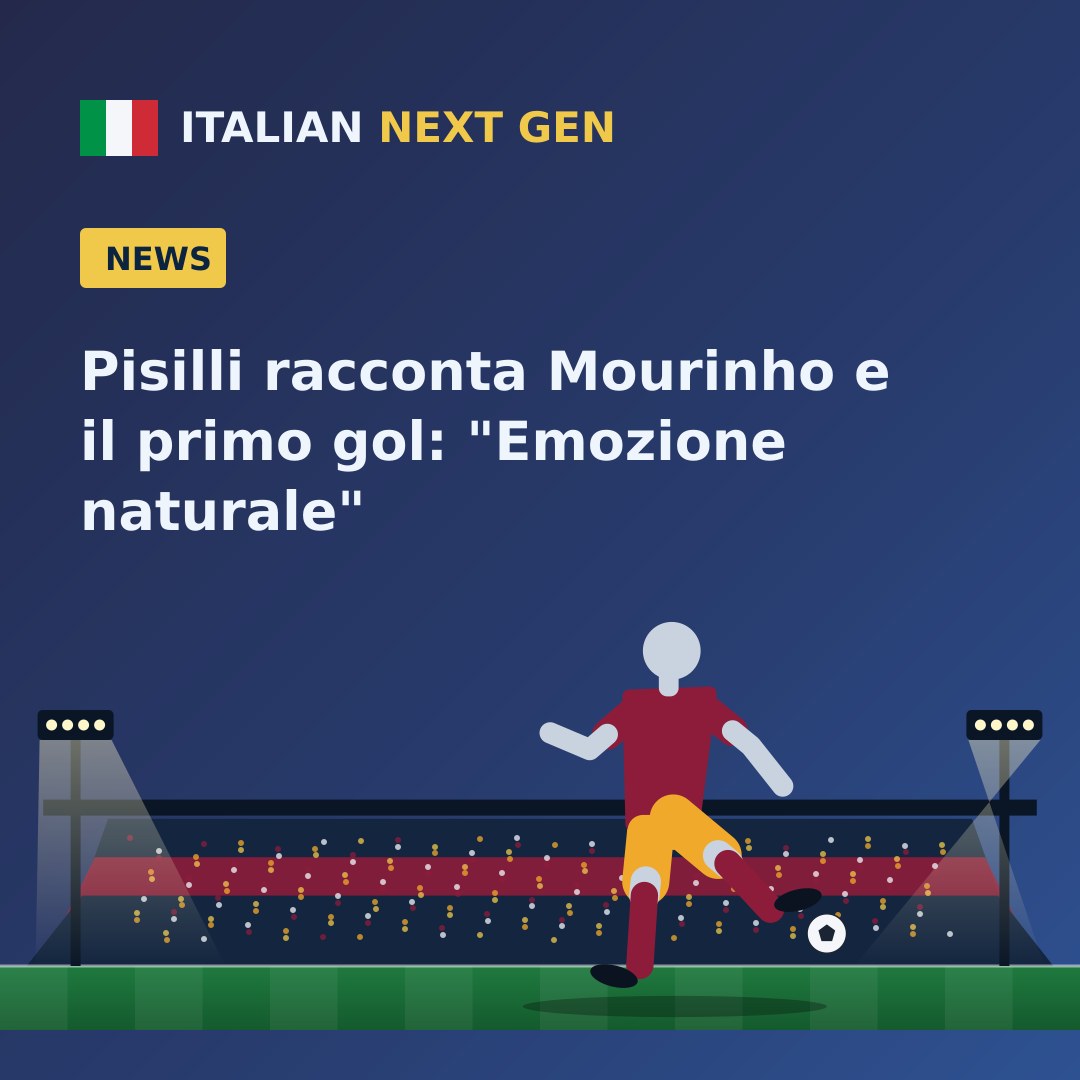 ITALIAN NEXT GEN
NEWS
Pisilli racconta Mourinho e
il primo gol: "Emozione
naturale"